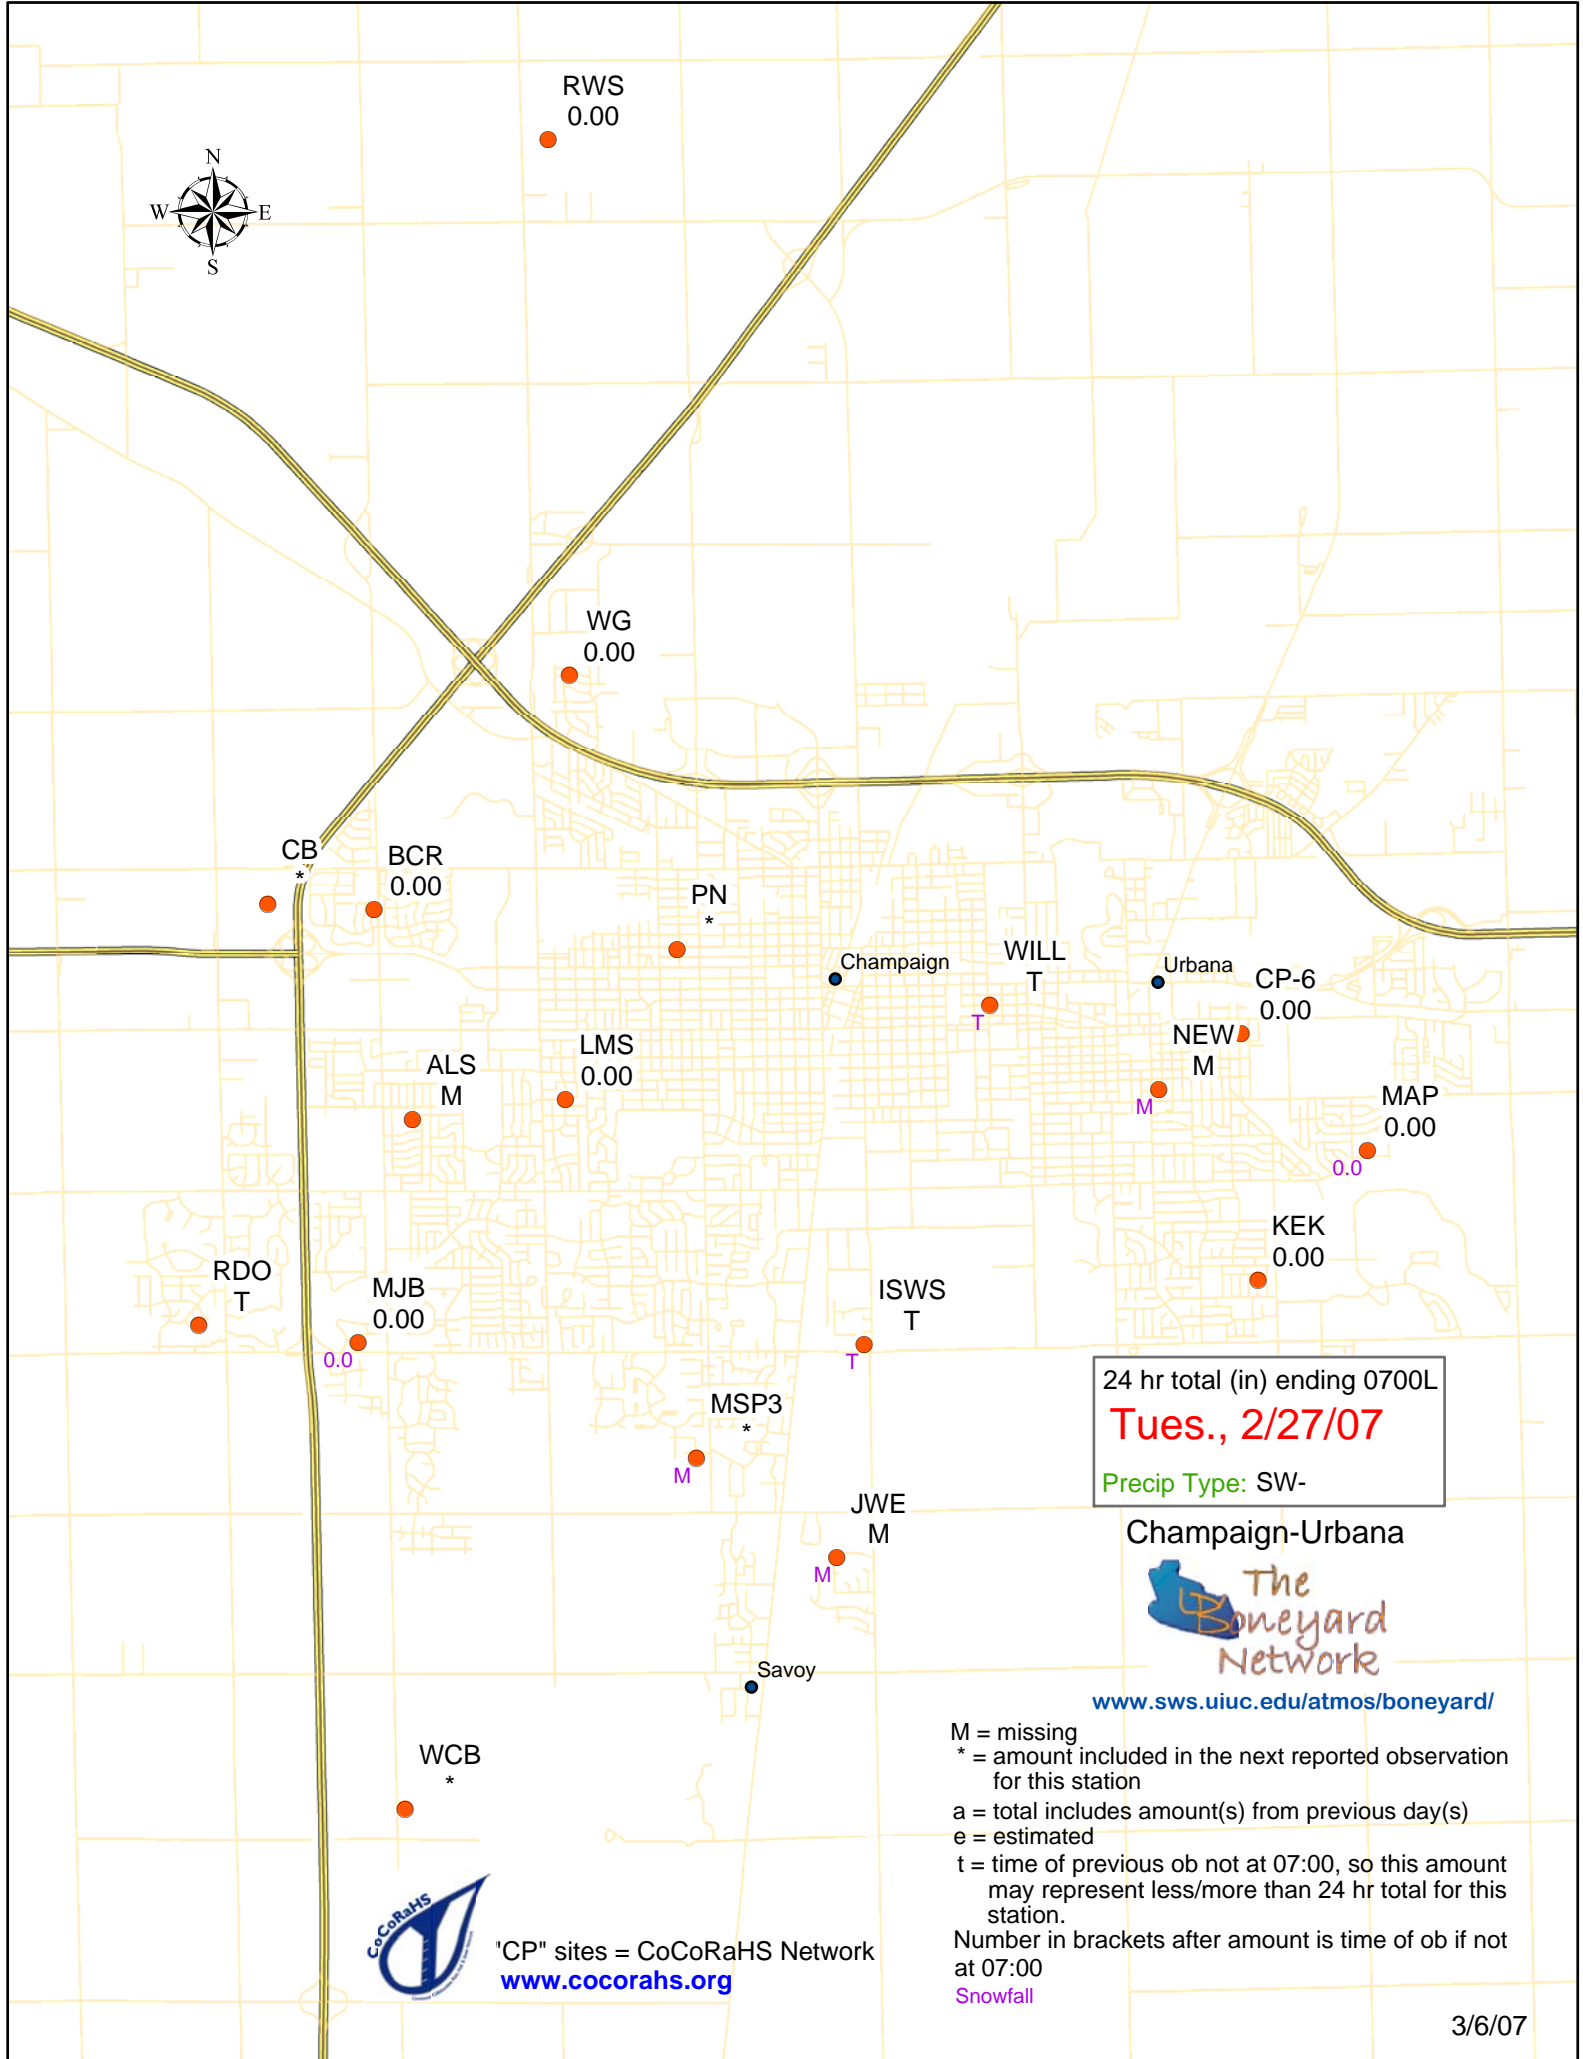 RWS
0.00
N
W E
S
WG
0.00
CB
*
BCR
0.00
PN
*
Champaign
WILL
T
T
Urbana
CP-6
0.00
NEW
M
M
ALS
M
LMS
0.00
MAP
0.00
0.0
KEK
0.00
RDO
T
MJB
0.00
0.0
ISWS
T
T
MSP3
*
M
JWE
M
M
24 hr total (in) ending 0700L
Tues., 2/27/07
Precip Type: SW-
Champaign-Urbana
The
Boneyard
Network
www.sws.uiuc.edu/atmos/boneyard/
Savoy
WCB
*
M = missing
* = amount included in the next reported observation
for this station
a = total includes amount(s) from previous day(s)
e = estimated
t = time of previous ob not at 07:00, so this amount
may represent less/more than 24 hr total for this
station.
Number in brackets after amount is time of ob if not
at 07:00
Snowfall
CoCoRaHS
"CP" sites = CoCoRaHS Network
www.cocorahs.org
3/6/07